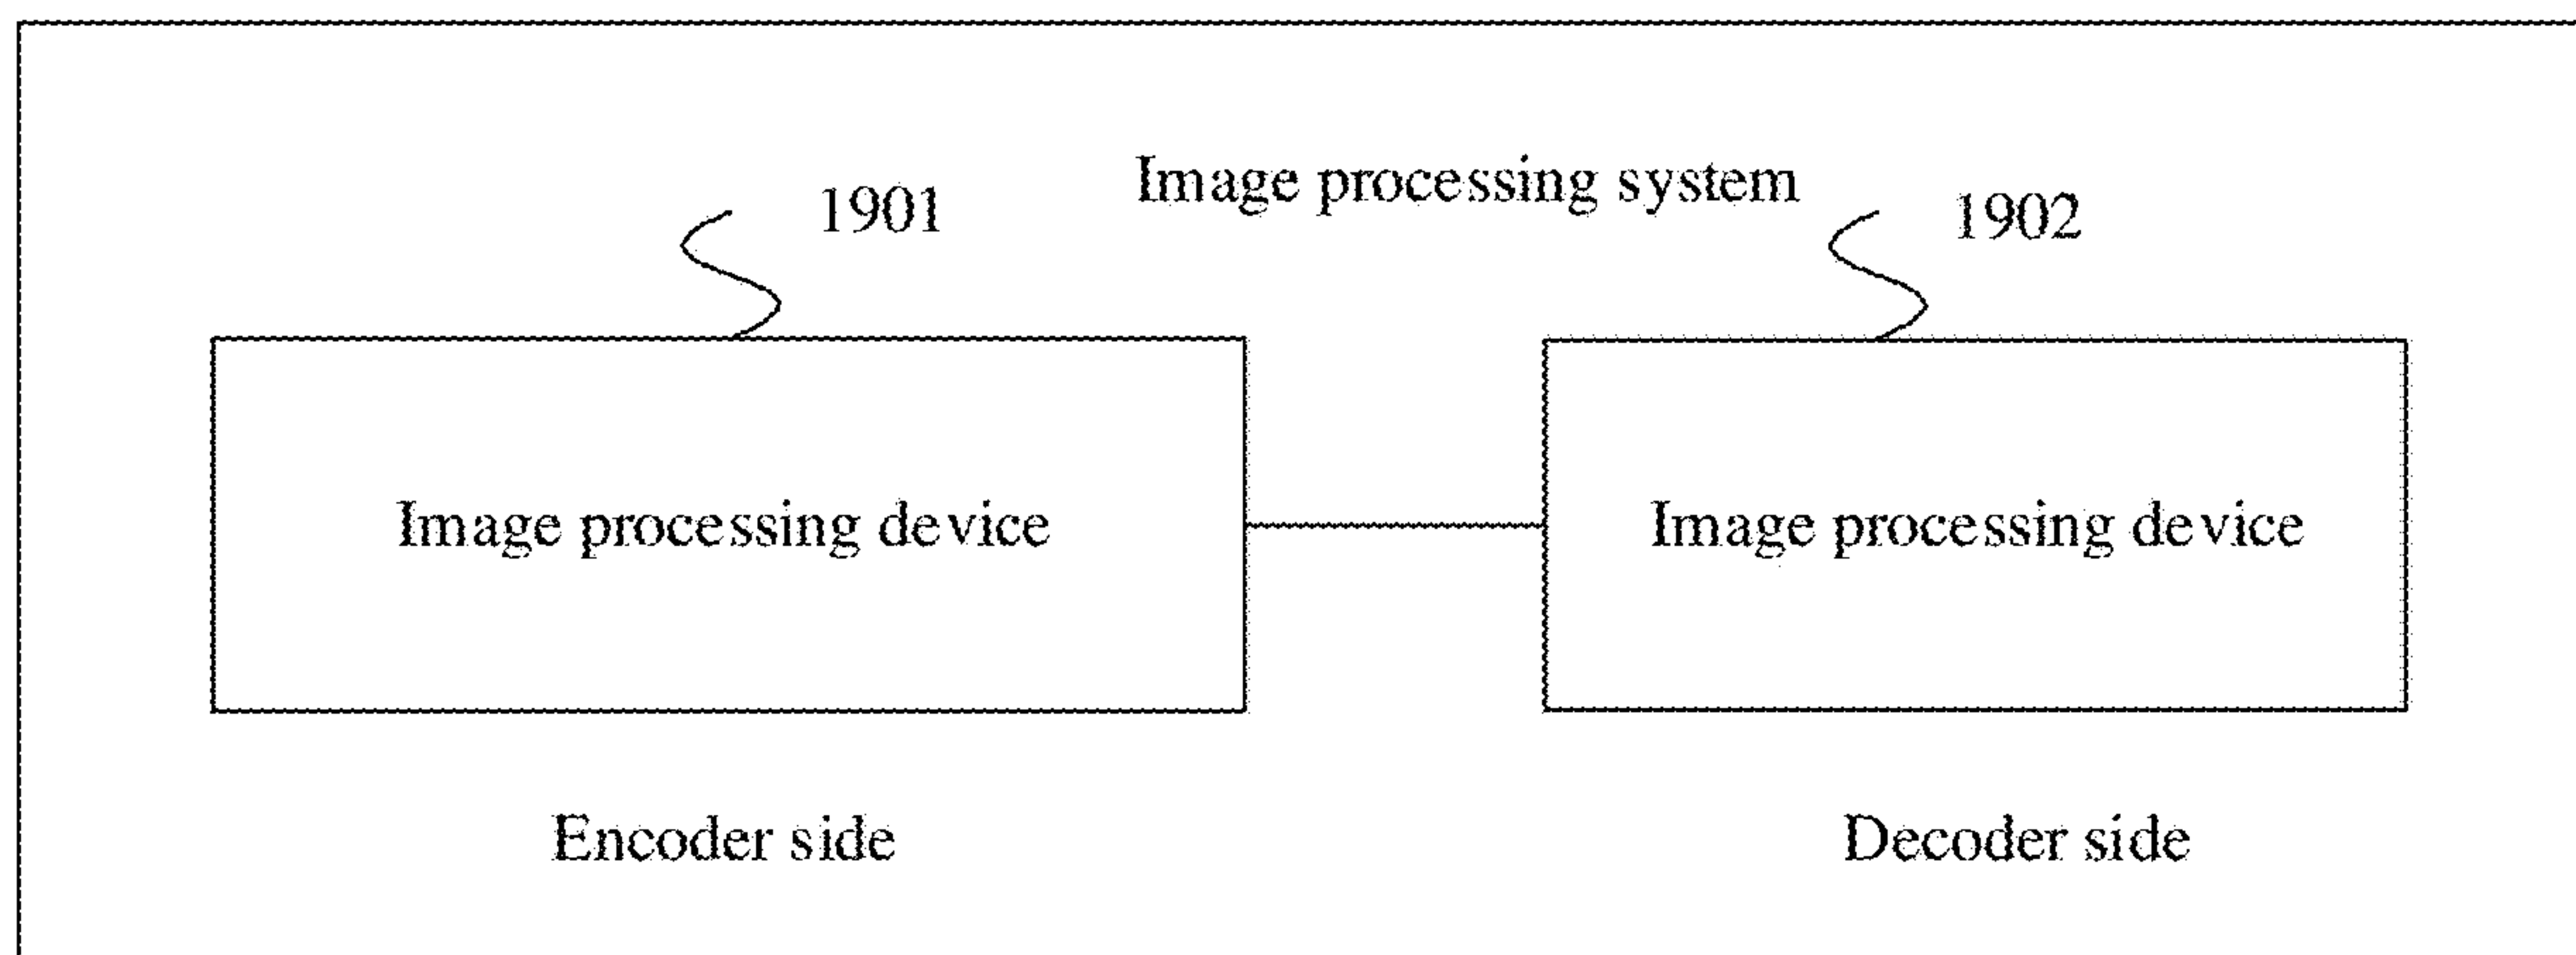 Image processing system
1901
1902
Image processing device
Image processing device
Encoder side
Decoder side